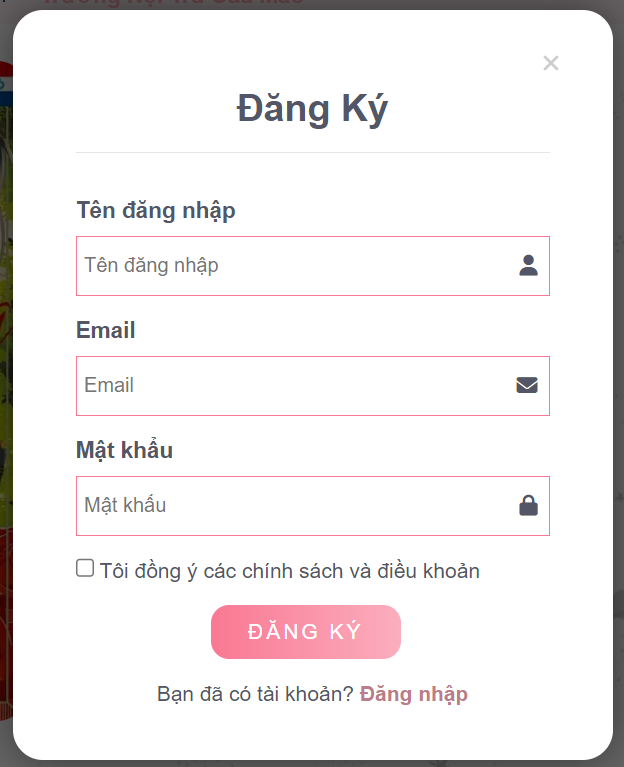 Đăng Ký
Tên đăng nhập
Tên đăng nhập
Email
Email
Mật khẩu
Mật khẩu
Tôi đồng ý các chính sách và điều khoản
ĐĂNG KÝ
Bạn đã có tài khoản? Đăng nhập